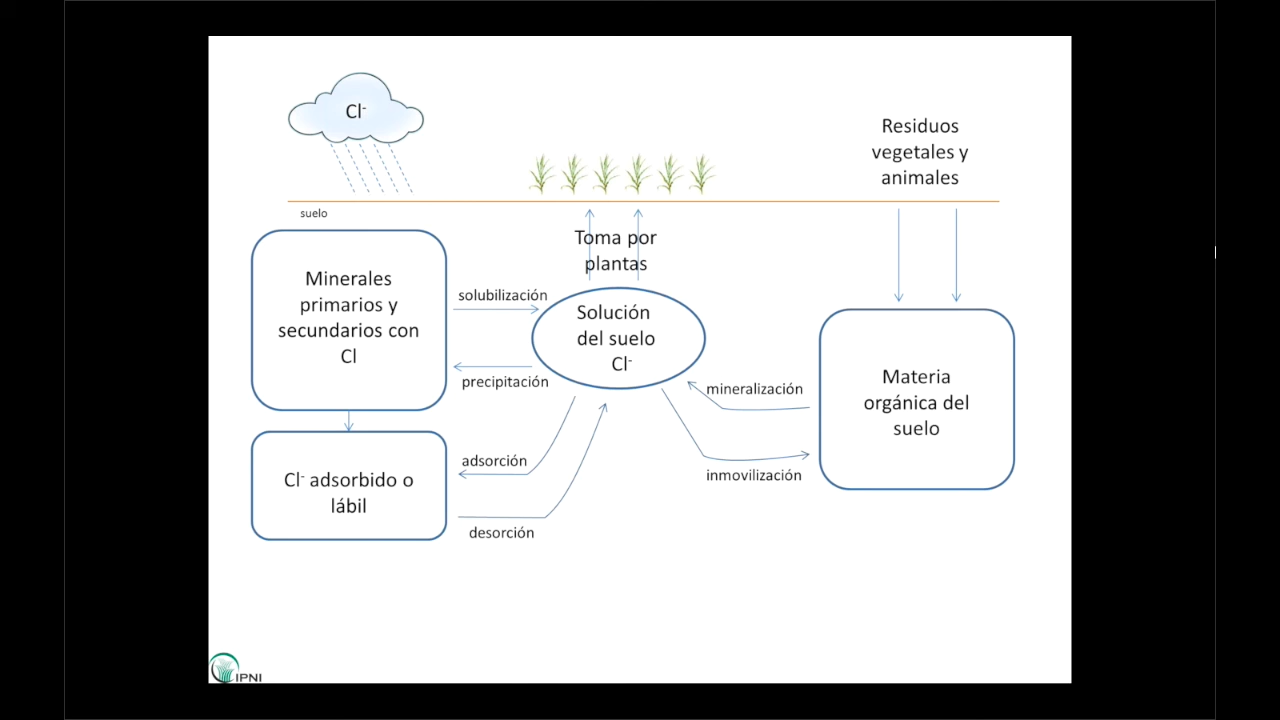 Cl⁻
Residuos
vegetales y
animales
suelo
Toma por
plantas
Minerales
primarios y
secundarios con
Cl
solubilización
Solución
del suelo
Cl⁻
precipitación
mineralización
Materia
orgánica del
suelo
adsorción
inmovilización
Cl⁻ adsorbido o
lábil
desorción
IPNI